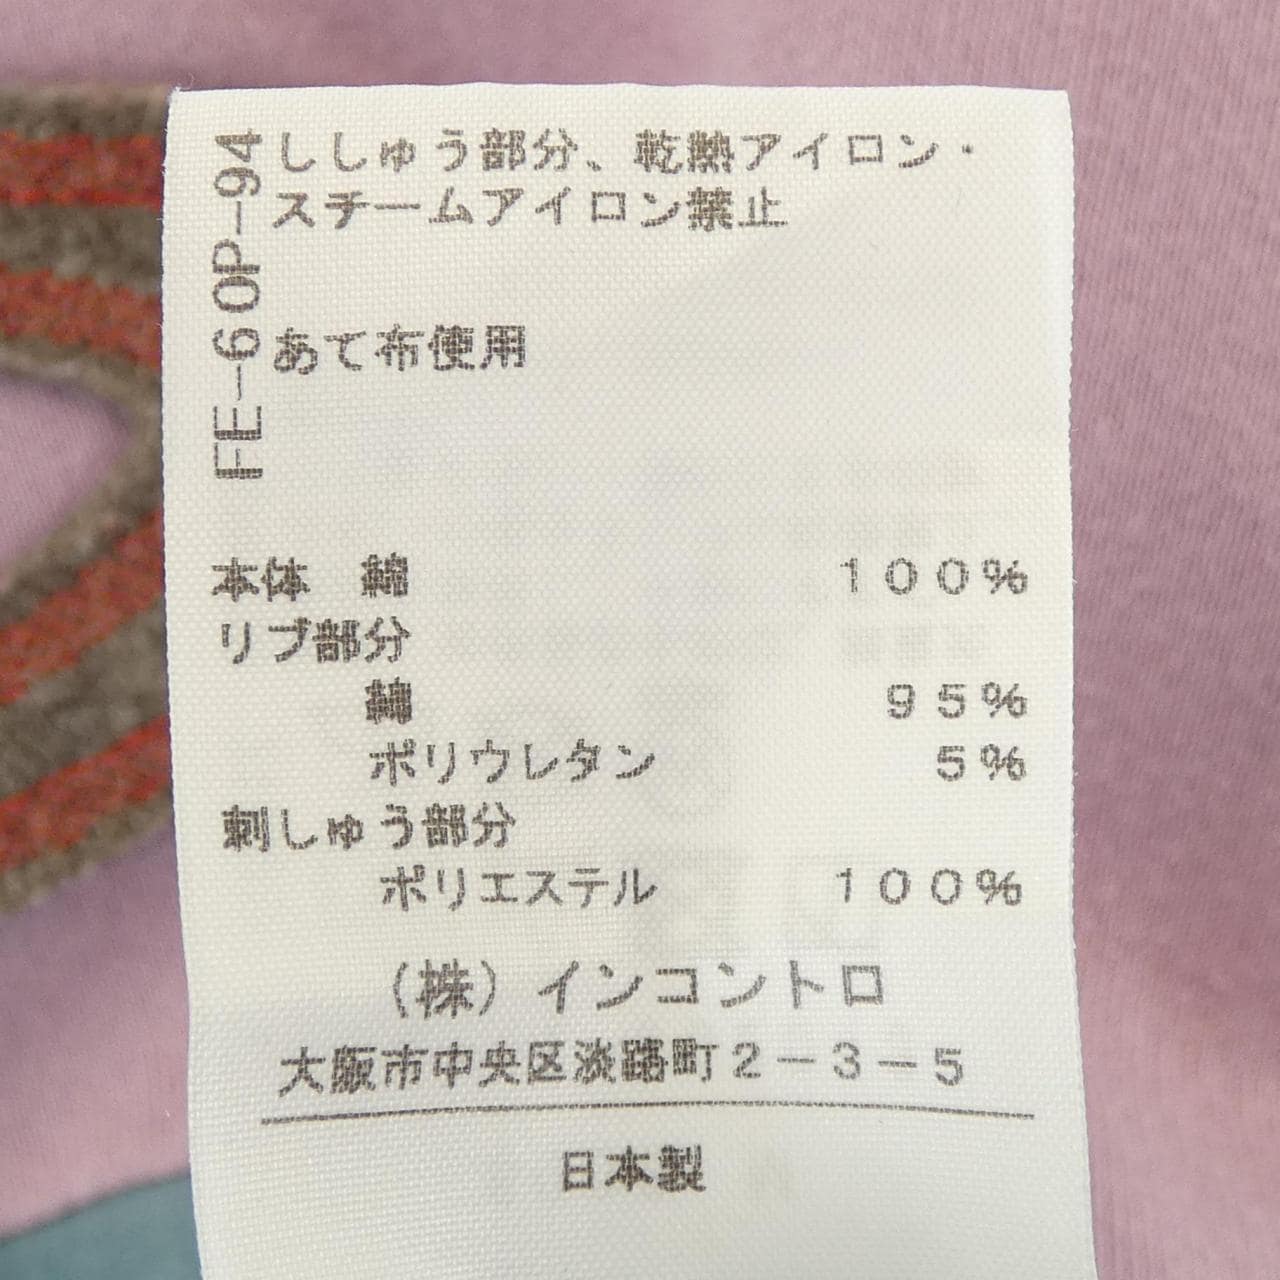 FE-6OP-94
ししゅう部分、乾熱アイロン・
スチームアイロン禁止
あて布使用
本体 綿 100%
リブ部分
綿 95%
ポリウレタン 5%
刺しゅう部分
ポリエステル 100%
(株)インコントロ
大阪市中央区淡路町2-3-5
日本製